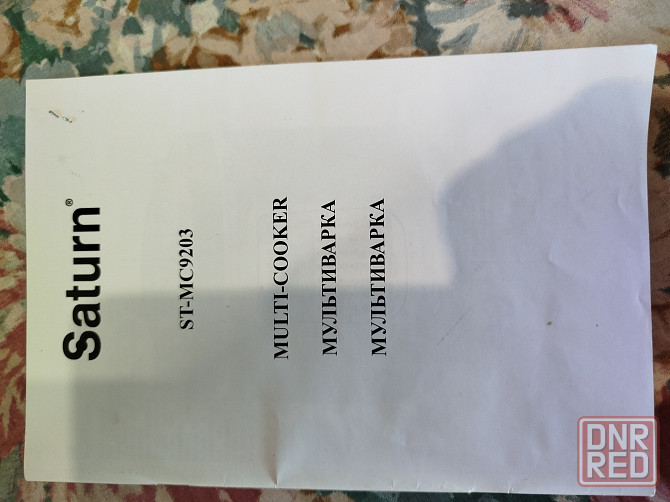 Saturn®
ST-MC9203
MULTI-COOKER
МУЛЬТИВАРКА
МУЛЬТИВАРКА
DNR
RED